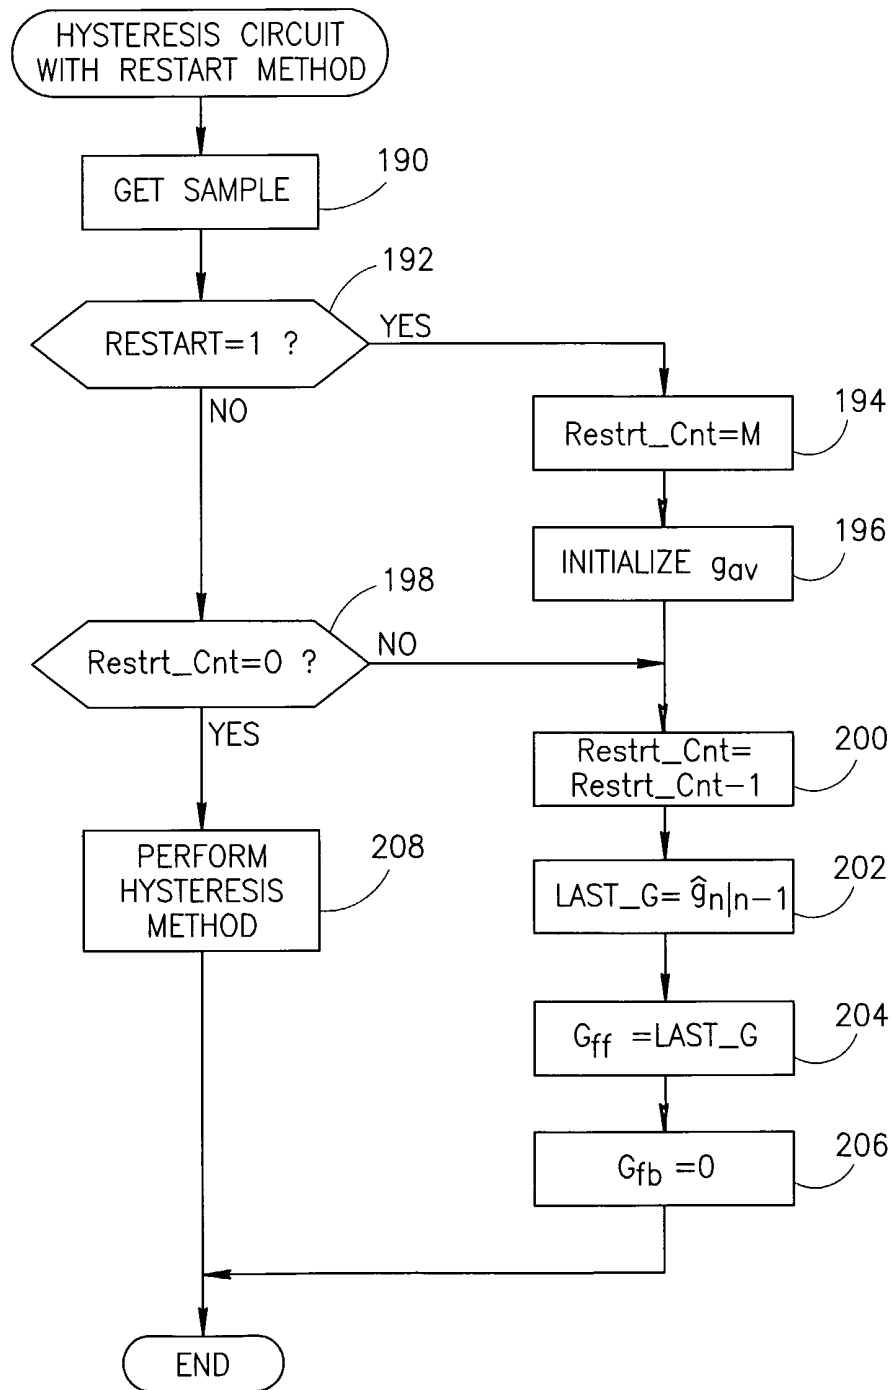 HYSTERESIS CIRCUIT
WITH RESTART METHOD
GET SAMPLE
190
RESTART=1 ?
192
YES
NO
Restrt_Cnt=M
194
INITIALIZE gav
196
Restrt_Cnt=0 ?
198
NO
YES
Restrt_Cnt=
Restrt_Cnt-1
200
LAST_G= ĝn|n-1
202
Gff =LAST_G
204
Gfb =0
206
PERFORM
HYSTERESIS
METHOD
208
END